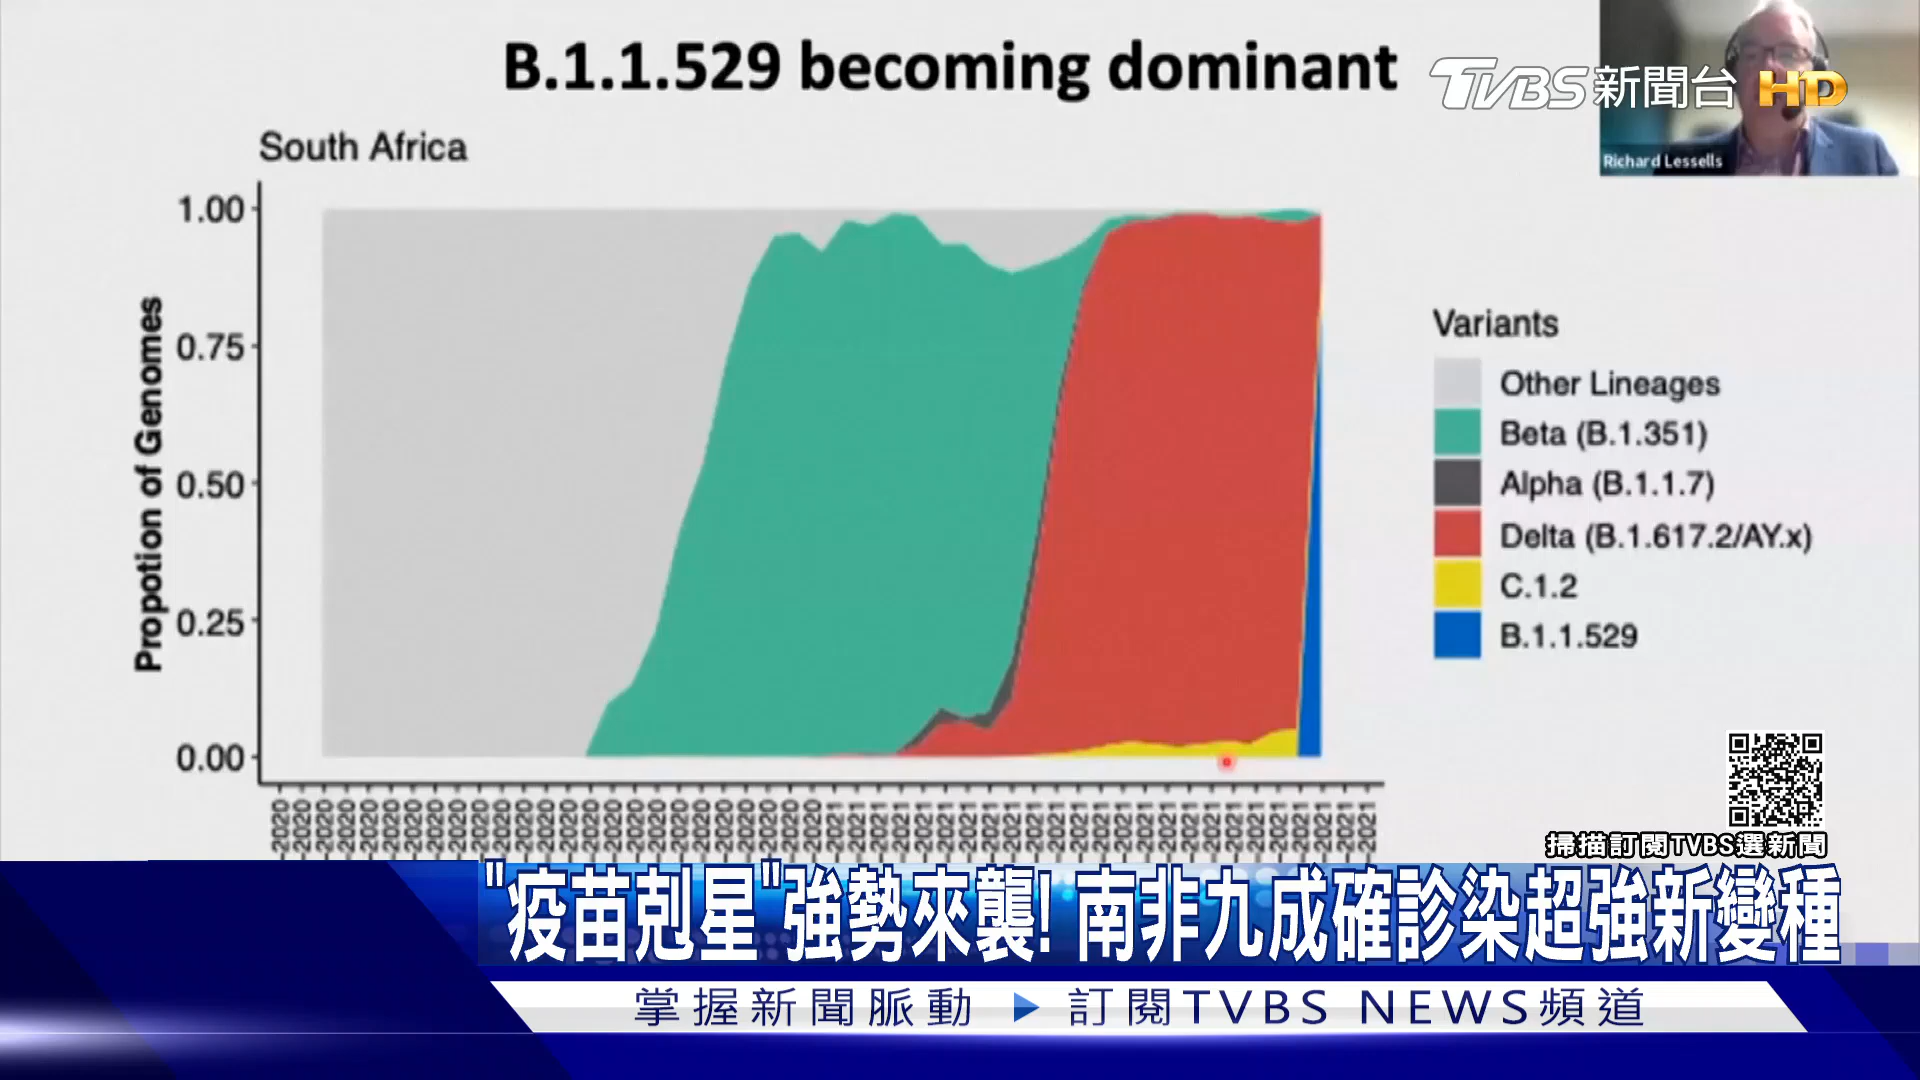 B.1.1.529 becoming dominant
TVBS新聞台 HD
Richard Lessells
South Africa
Propotion of Genomes
1.00
0.75
0.50
0.25
0.00
Variants
Other Lineages
Beta (B.1.351)
Alpha (B.1.1.7)
Delta (B.1.617.2/AY.x)
C.1.2
B.1.1.529
掃描訂閱TVBS選新聞
"疫苗剋星"強勢來襲! 南非九成確診染超強新變種
掌握新聞脈動 ▶ 訂閱TVBS NEWS頻道